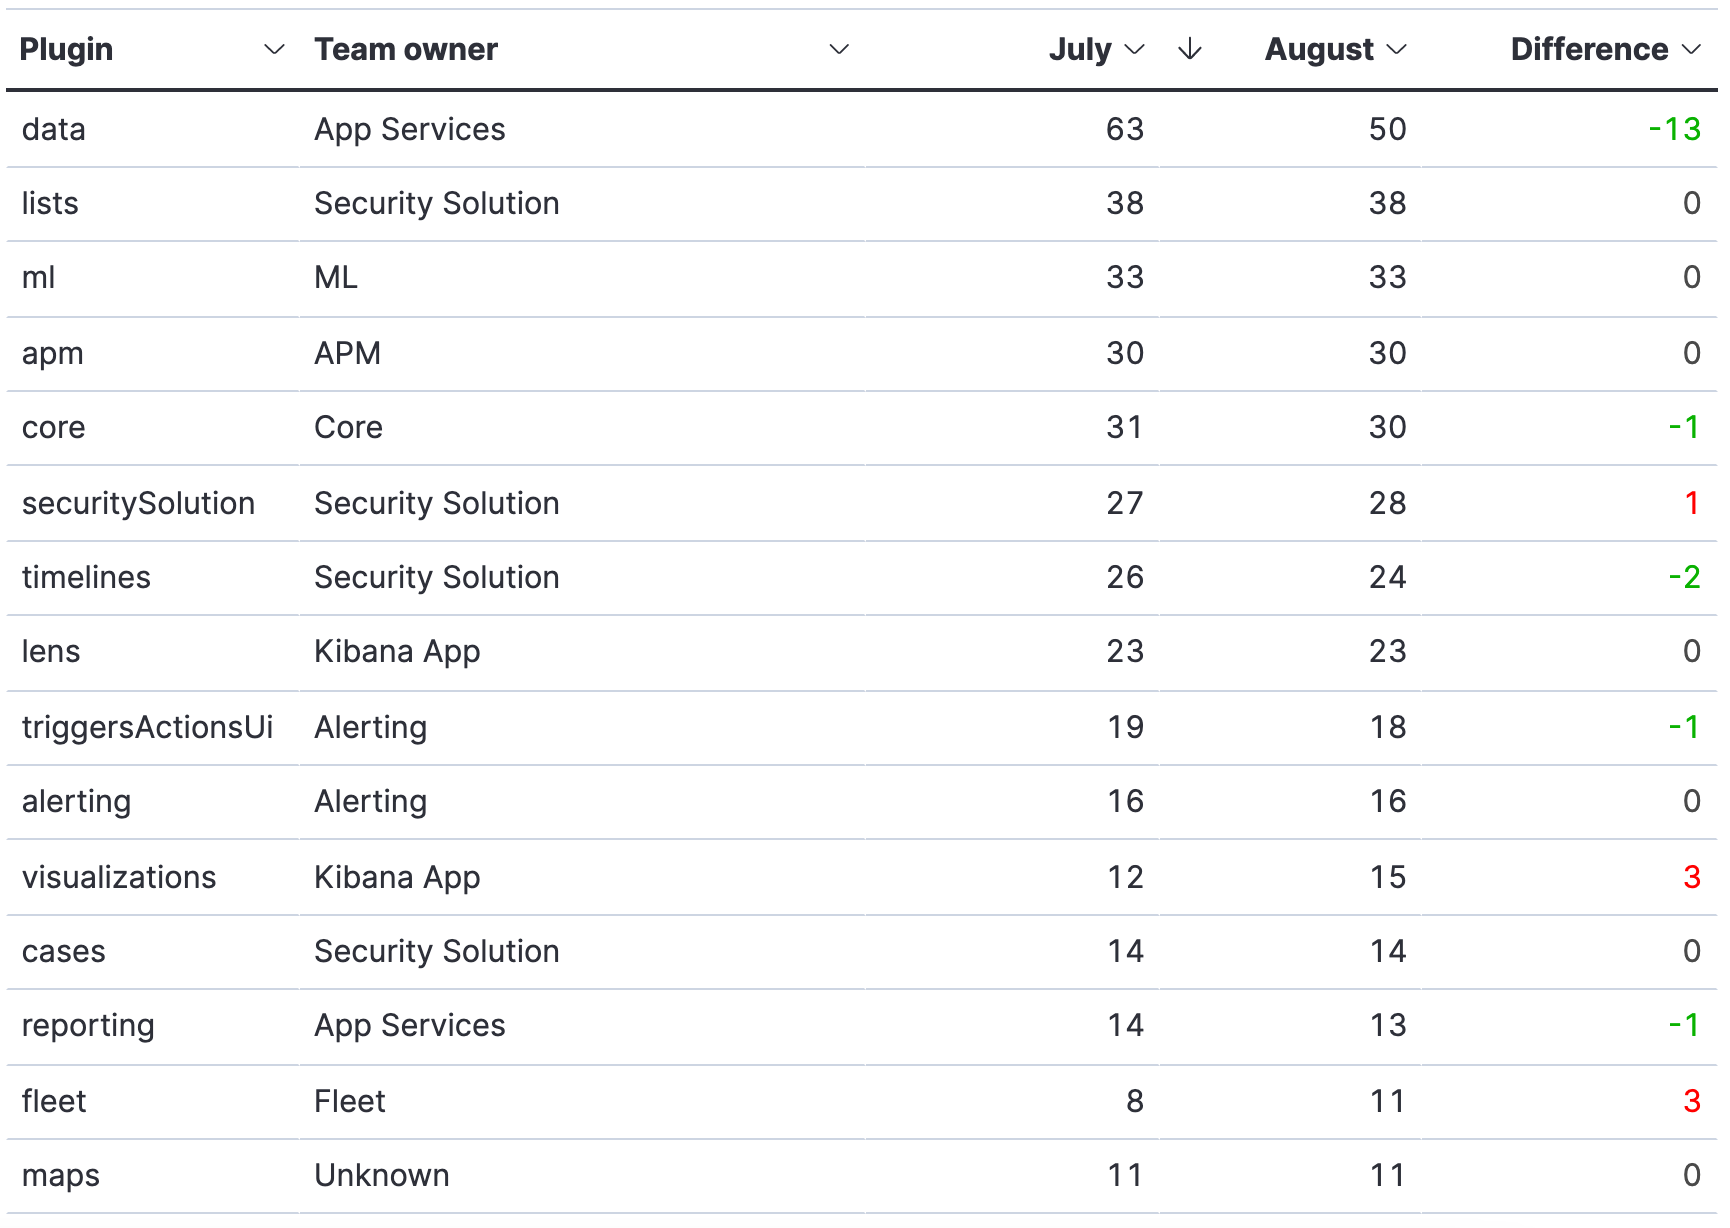 Plugin Team owner July August Difference
data App Services 63 50 -13
lists Security Solution 38 38 0
ml ML 33 33 0
apm APM 30 30 0
core Core 31 30 -1
securitySolution Security Solution 27 28 1
timelines Security Solution 26 24 -2
lens Kibana App 23 23 0
triggersActionsUi Alerting 19 18 -1
alerting Alerting 16 16 0
visualizations Kibana App 12 15 3
cases Security Solution 14 14 0
reporting App Services 14 13 -1
fleet Fleet 8 11 3
maps Unknown 11 11 0